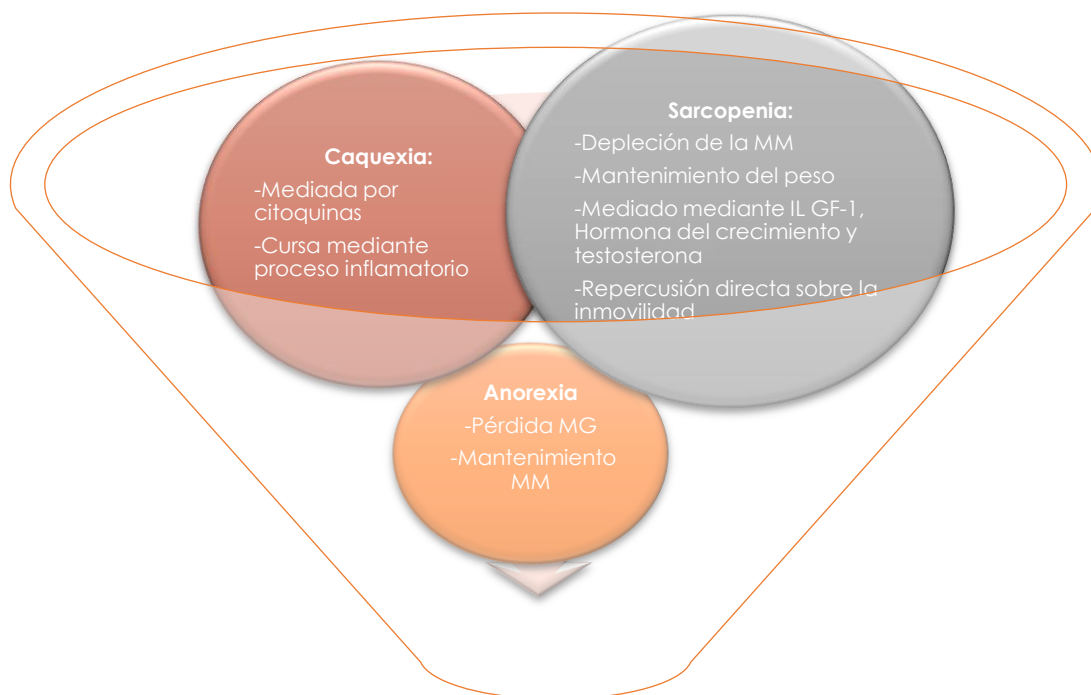 Caquexia:
-Mediada por
citoquinas
-Cursa mediante
proceso inflamatorio
Sarcopenia:
-Depleción de la MM
-Mantenimiento del peso
-Mediado mediante IL GF-1,
Hormona del crecimiento y
testosterona
-Repercusión directa sobre la
inmovilidad
Anorexia
-Pérdida MG
-Mantenimiento
MM